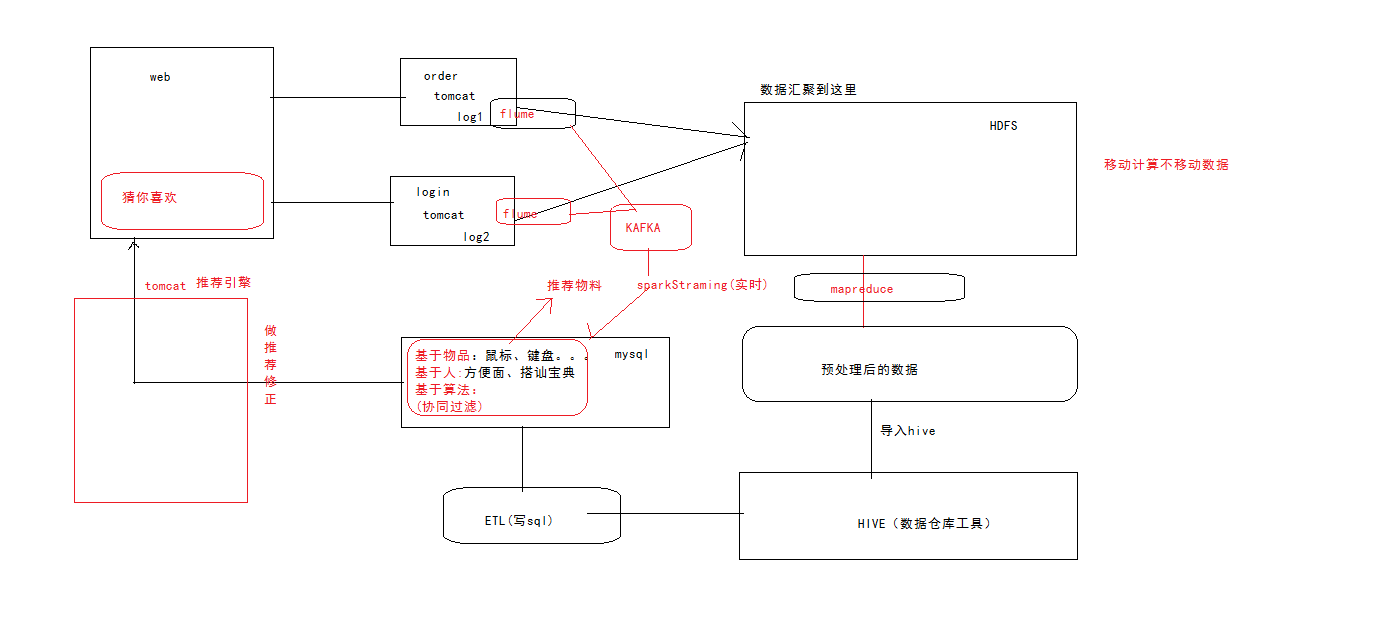 web
order
tomcat
log1
flume
数据汇聚到这里
HDFS
移动计算不移动数据
猜你喜欢
login
tomcat
log2
flume
KAFKA
tomcat
推荐引擎
推荐物料
sparkStraming(实时)
mapreduce
做
推
荐
修
正
基于物品：鼠标、键盘。。。
mysql
基于人:方便面、搭讪宝典
基于算法：
(协同过滤)
预处理后的数据
导入hive
ETL(写sql)
HIVE（数据仓库工具）